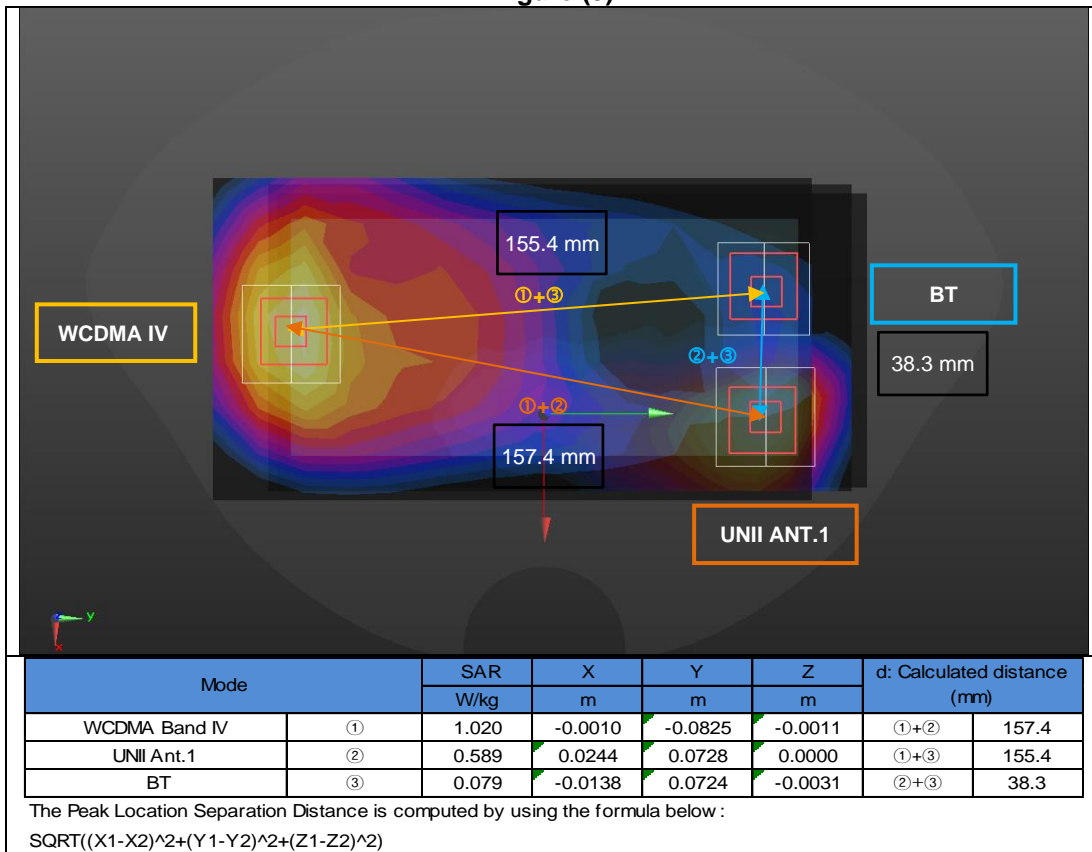 155.4 mm
①+③
BT
WCDMA IV
②+③
38.3 mm
①+②
157.4 mm
UNII ANT.1
y
x
Mode SAR X Y Z d: Calculated distance (mm)
W/kg m m m
WCDMA Band IV ① 1.020 -0.0010 -0.0825 -0.0011 ①+② 157.4
UNII Ant.1 ② 0.589 0.0244 0.0728 0.0000 ①+③ 155.4
BT ③ 0.079 -0.0138 0.0724 -0.0031 ②+③ 38.3
The Peak Location Separation Distance is computed by using the formula below :
SQRT((X1-X2)^2+(Y1-Y2)^2+(Z1-Z2)^2)